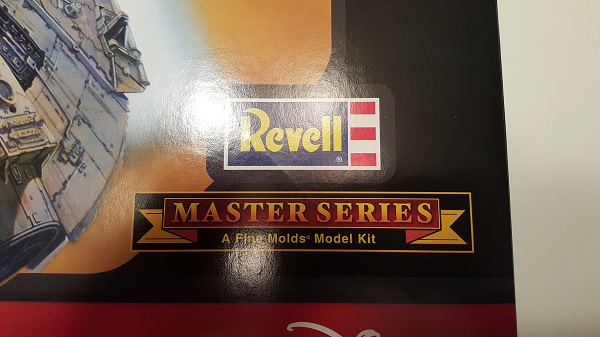 Revell®
MASTER SERIES
A Fine Molds® Model Kit